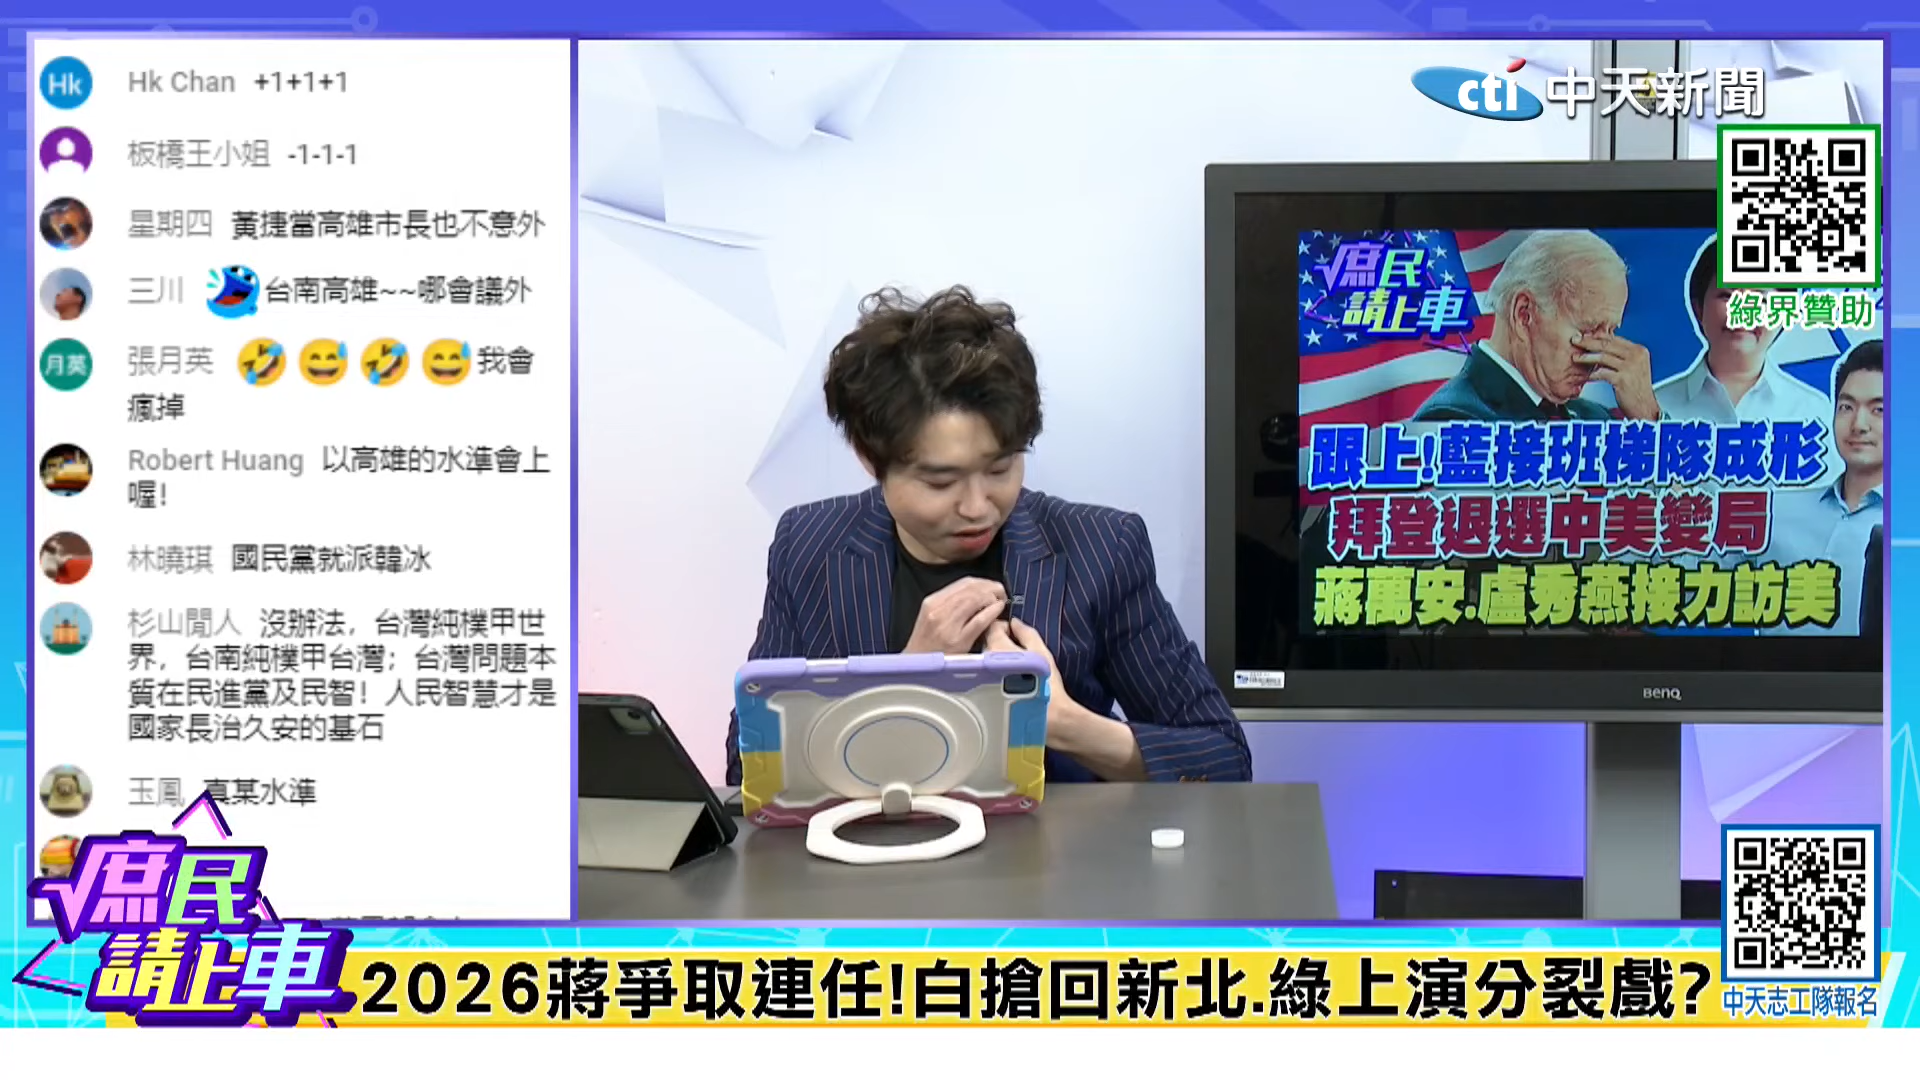 Hk
Hk Chan +1+1+1
板橋王小姐 -1-1-1
星期四 黃捷當高雄市長也不意外
三川 台南高雄~~哪會議外
月英
張月英 我會
瘋掉
Robert Huang 以高雄的水準會上
喔!
林曉琪 國民黨就派韓冰
杉山閒人 沒辦法，台灣純樸甲世
界，台南純樸甲台灣；台灣問題本
質在民進黨及民智！人民智慧才是
國家長治久安的基石
玉鳳 真某水準
庶民
請上車
cti 中天新聞
綠界贊助
庶民
請上車
跟上!藍接班梯隊成形
拜登退選中美變局
蔣萬安.盧秀燕接力訪美
BenQ
2026蔣爭取連任!白搶回新北.綠上演分裂戲?
中天志工隊報名